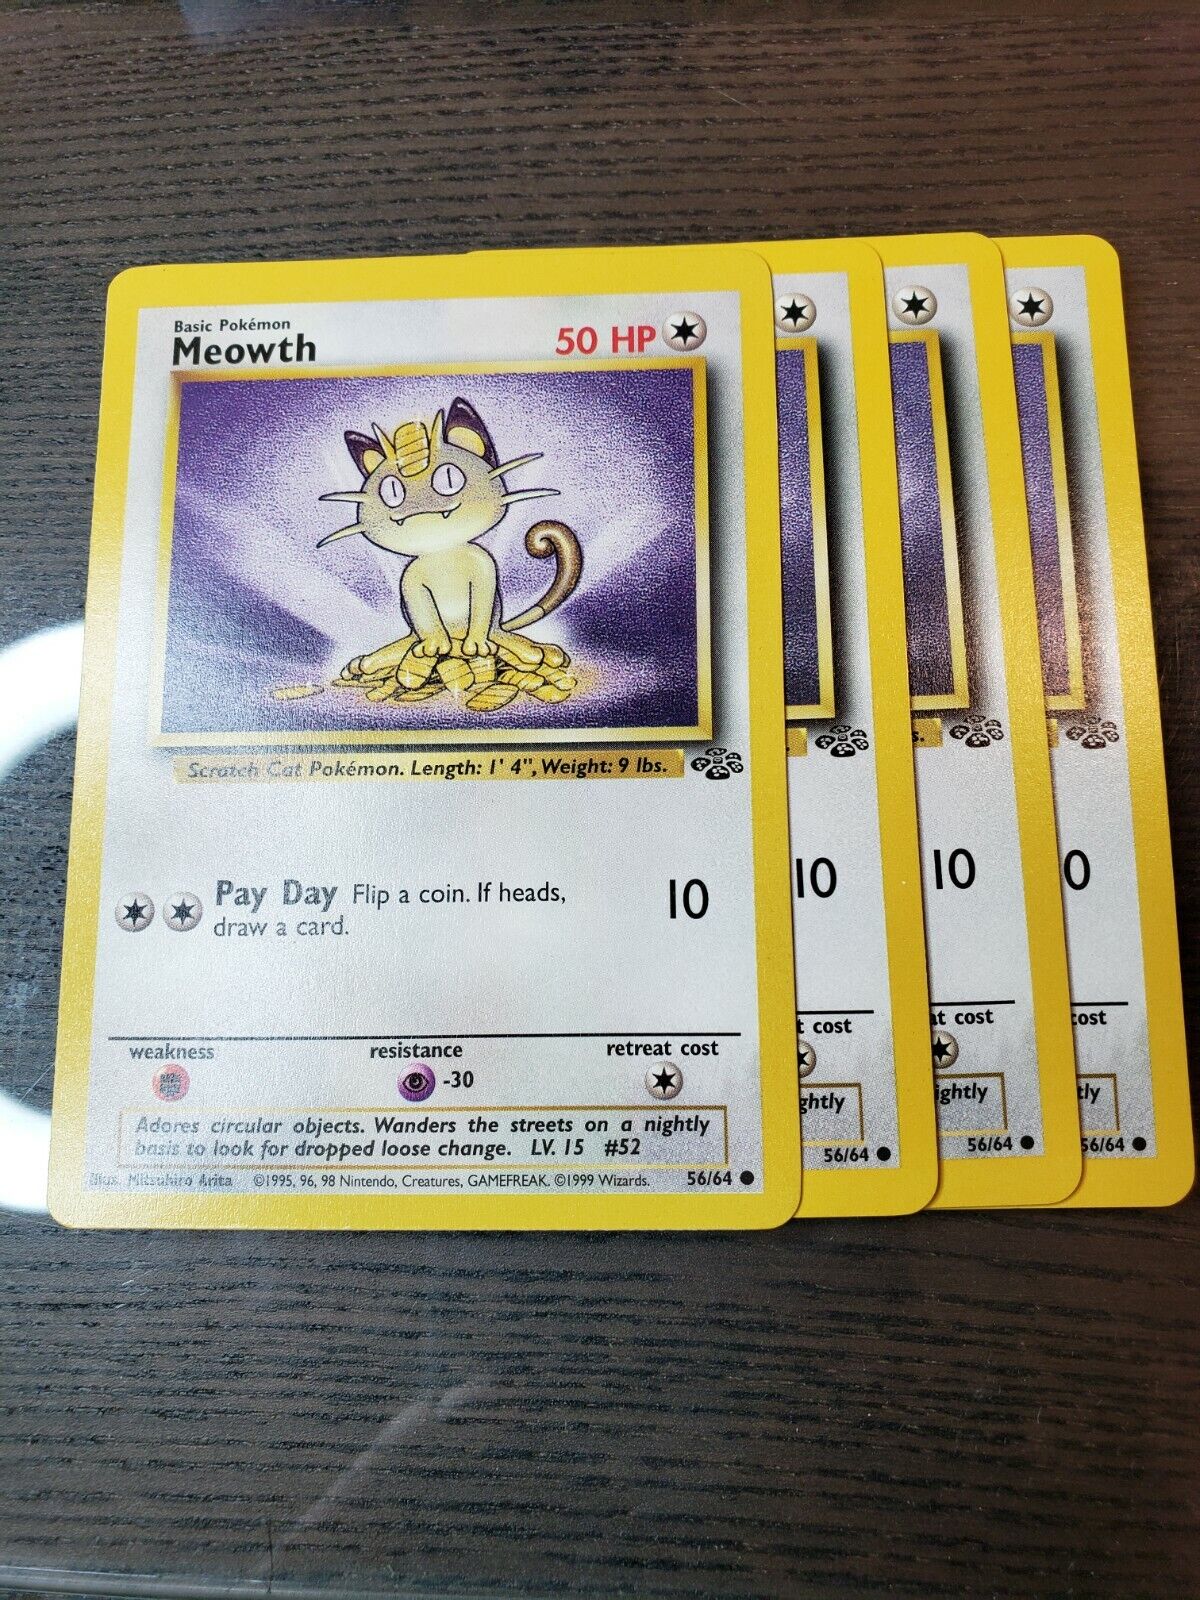 Basic Pokémon
Meowth 50 HP
Scratch Cat Pokémon. Length: 1' 4", Weight: 9 lbs.
Pay Day Flip a coin. If heads, 10
draw a card.
weakness resistance retreat cost
-30
Adores circular objects. Wanders the streets on a nightly
basis to look for dropped loose change. LV. 15 #52
Illus. Mitsuhiro Arita ©1995, 96, 98 Nintendo, Creatures, GAMEFREAK. ©1999 Wizards. 56/64
.
10
t cost
ghtly
56/64
s.
10
at cost
ightly
56/64
0
cost
tly
56/64